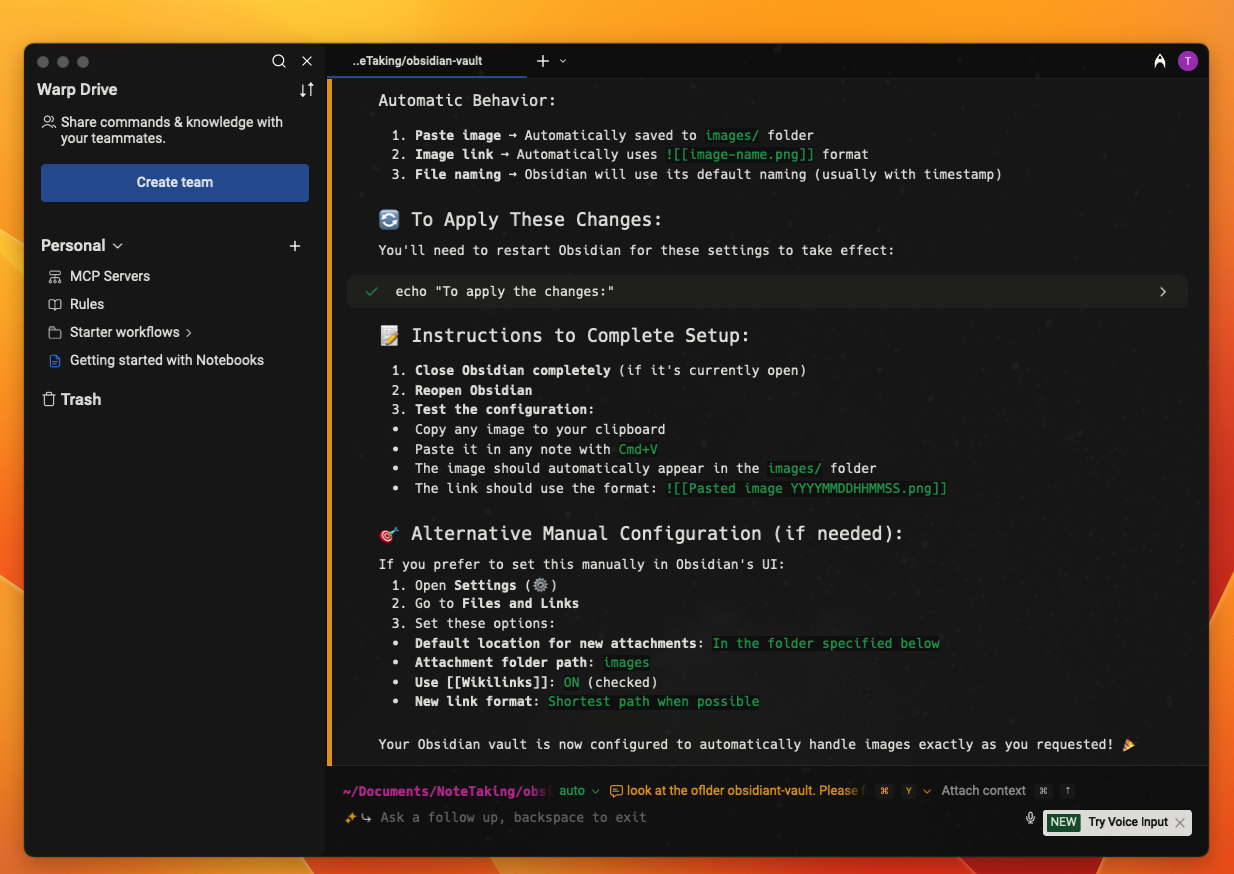 Warp Drive
Share commands & knowledge with
your teammates.
Create team
Personal
MCP Servers
Rules
Starter workflows
Getting started with Notebooks
Trash
..eTaking/obsidian-vault
T
Automatic Behavior:
1. Paste image → Automatically saved to images/ folder
2. Image link → Automatically uses ![[image-name.png]] format
3. File naming → Obsidian will use its default naming (usually with timestamp)
To Apply These Changes:
You'll need to restart Obsidian for these settings to take effect:
echo "To apply the changes:"
Instructions to Complete Setup:
1. Close Obsidian completely (if it's currently open)
2. Reopen Obsidian
3. Test the configuration:
• Copy any image to your clipboard
• Paste it in any note with Cmd+V
• The image should automatically appear in the images/ folder
• The link should use the format: ![[Pasted image YYYYMMDDHHMMSS.png]]
Alternative Manual Configuration (if needed):
If you prefer to set this manually in Obsidian's UI:
1. Open Settings (⚙️)
2. Go to Files and Links
3. Set these options:
• Default location for new attachments: In the folder specified below
• Attachment folder path: images
• Use [[Wikilinks]]: ON (checked)
• New link format: Shortest path when possible
Your Obsidian vault is now configured to automatically handle images exactly as you requested! 🎉
~/Documents/NoteTaking/obsi auto look at the oflder obsidiant-vault. Please ⌘ Y Attach context ⌘ ↑
Ask a follow up, backspace to exit
NEW Try Voice Input